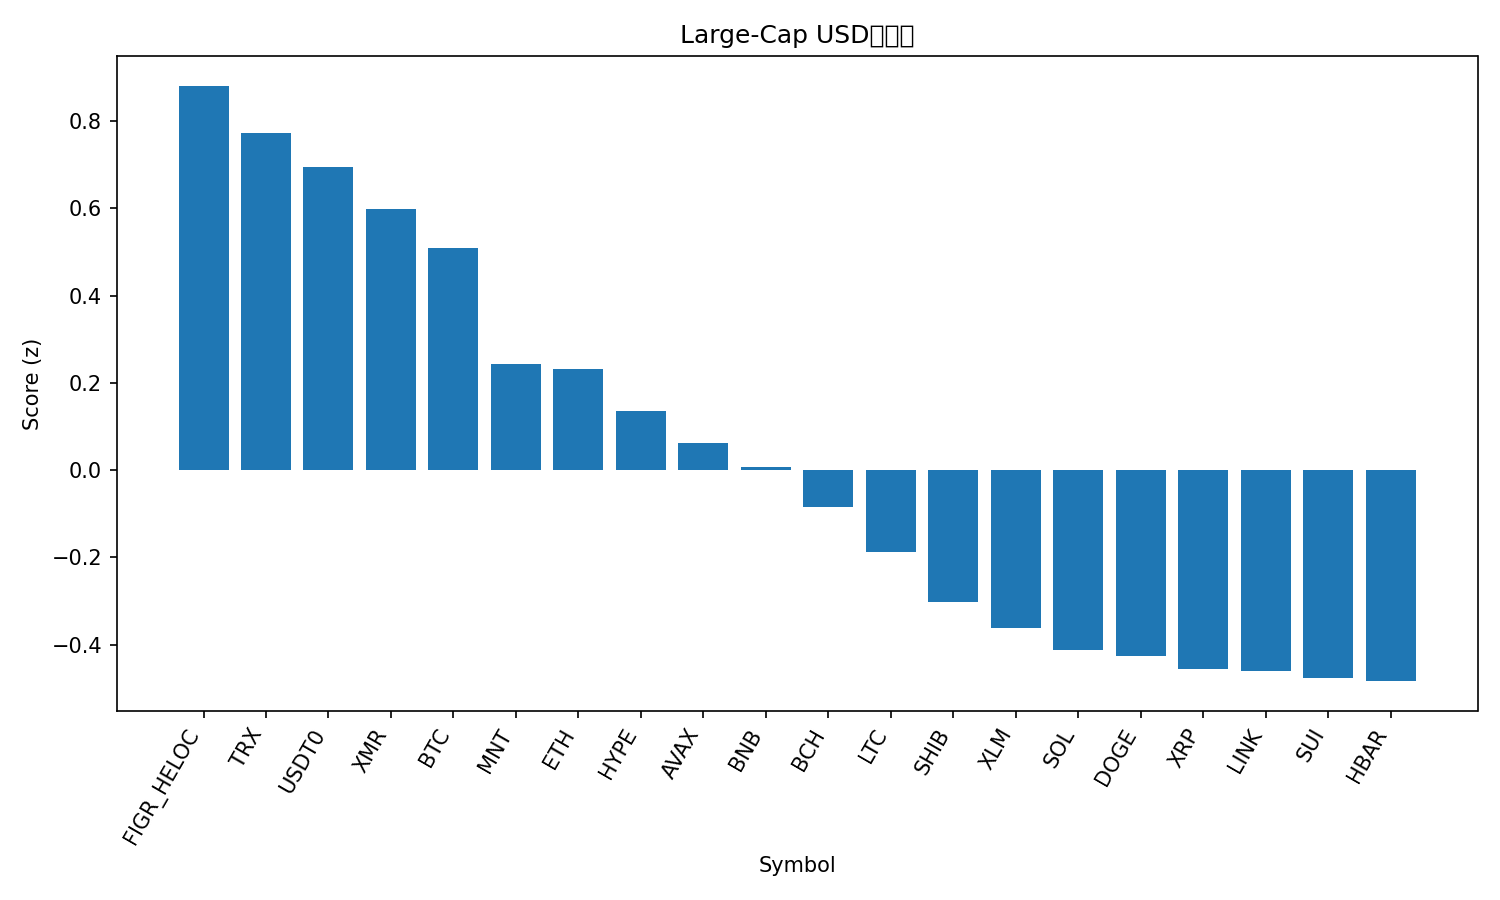 Large-Cap USD
0.8
0.6
0.4
0.2
0.0
−0.2
−0.4
Score (z)
FIGR_HELOC
TRX
USDT0
XMR
BTC
MNT
ETH
HYPE
AVAX
BNB
BCH
LTC
SHIB
XLM
SOL
DOGE
XRP
LINK
SUI
HBAR
Symbol